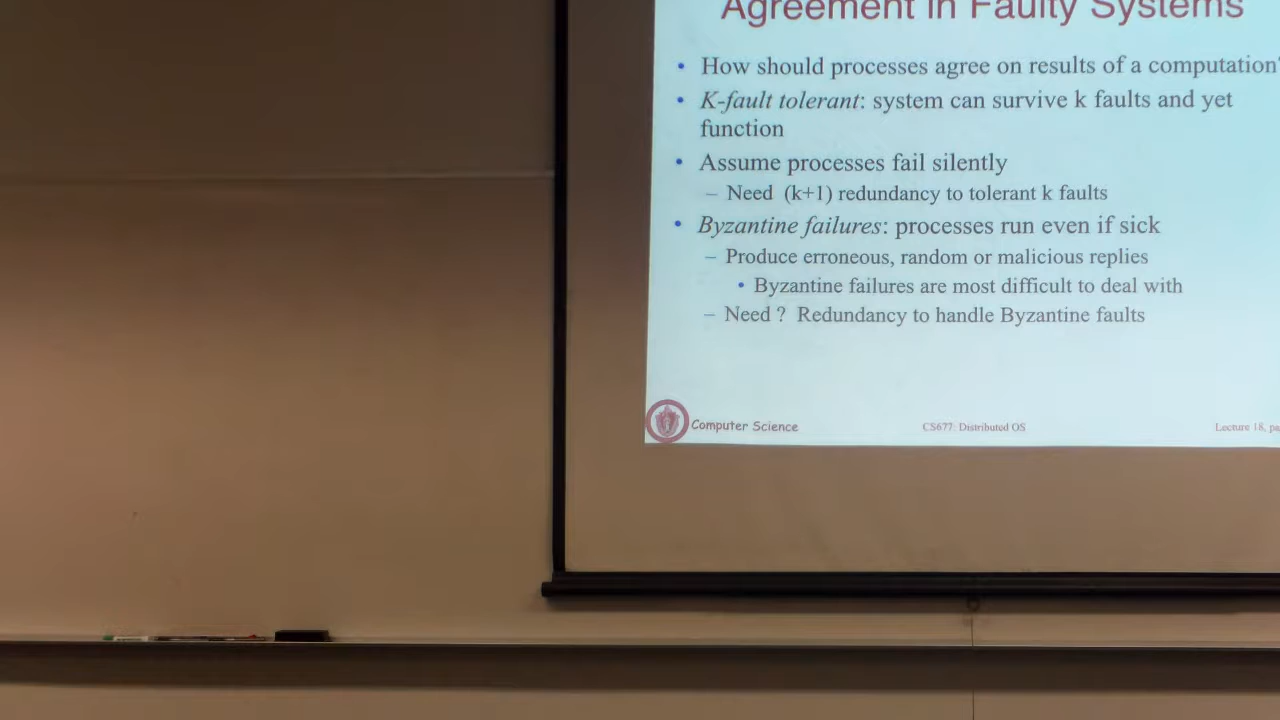 Agreement in Faulty Systems
• How should processes agree on results of a computation?
• K-fault tolerant: system can survive k faults and yet
function
• Assume processes fail silently
– Need (k+1) redundancy to tolerant k faults
• Byzantine failures: processes run even if sick
– Produce erroneous, random or malicious replies
• Byzantine failures are most difficult to deal with
– Need ? Redundancy to handle Byzantine faults
Computer Science
CS677: Distributed OS
Lecture 18,